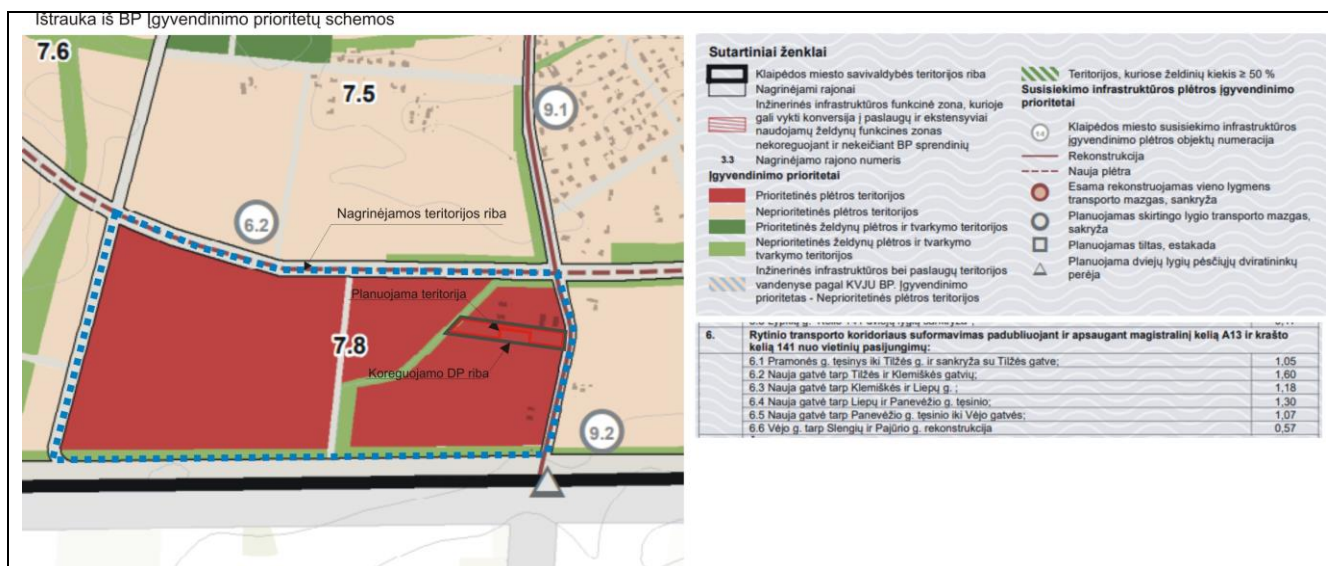 Ištrauka iš BP Įgyvendinimo prioritetų schemos
7.6
7.5
9.1
6.2
Nagrinėjamos teritorijos riba
Planuojama teritorija
7.8
Koreguojamo DP riba
9.2
Sutartiniai ženklai
Klaipėdos miesto savivaldybės teritorijos riba
Nagrinėjami rajonai
Inžinerinės infrastruktūros funkcinė zona, kurioje
gali vykti konversija į paslaugų ir ekstensyviai
naudojamų želdynų funkcines zonas
nekoreguojant ir nekeičiant BP sprendinių
3.3 Nagrinėjamo rajono numeris
Įgyvendinimo prioritetai
Prioritetinės plėtros teritorijos
Neprioritetinės plėtros teritorijos
Prioritetinės želdynų plėtros ir tvarkymo teritorijos
Neprioritetinės želdynų plėtros ir tvarkymo
tvarkymo teritorijos
Inžinerinės infrastruktūros bei paslaugų teritorijos
vandenyse pagal KVJU BP. Įgyvendinimo
prioritetas - Neprioritetinės plėtros teritorijos
Teritorijos, kuriose želdinių kiekis ≥ 50 %
Susisiekimo infrastruktūros plėtros įgyvendinimo
prioritetai
Klaipėdos miesto susisiekimo infrastruktūros
įgyvendinimo plėtros objektų numeracija
Rekonstrukcija
Nauja plėtra
Esama rekonstruojamas vieno lygmens
transporto mazgas, sankryža
Planuojamas skirtingo lygio transporto mazgas,
sakryža
Planuojamas tiltas, estakada
Planuojama dviejų lygių pėsčiųjų dviratininkų
perėja
6. Rytinio transporto koridoriaus suformavimas padubliuojant ir apsaugant magistralinį kelią A13 ir krašto
kelią 141 nuo vietinių pasijungimų:
6.1 Pramonės g. tęsinys iki Tilžės g. ir sankryža su Tilžės gatve; 1,05
6.2 Nauja gatvė tarp Tilžės ir Klemiškės gatvių; 1,60
6.3 Nauja gatvė tarp Klemiškės ir Liepų g. ; 1,18
6.4 Nauja gatvė tarp Liepų ir Panevėžio g. tęsinio; 1,30
6.5 Nauja gatvė tarp Panevėžio g. tęsinio iki Vėjo gatvės; 1,07
6.6 Vėjo g. tarp Slengių ir Pajūrio g. rekonstrukcija 0,57